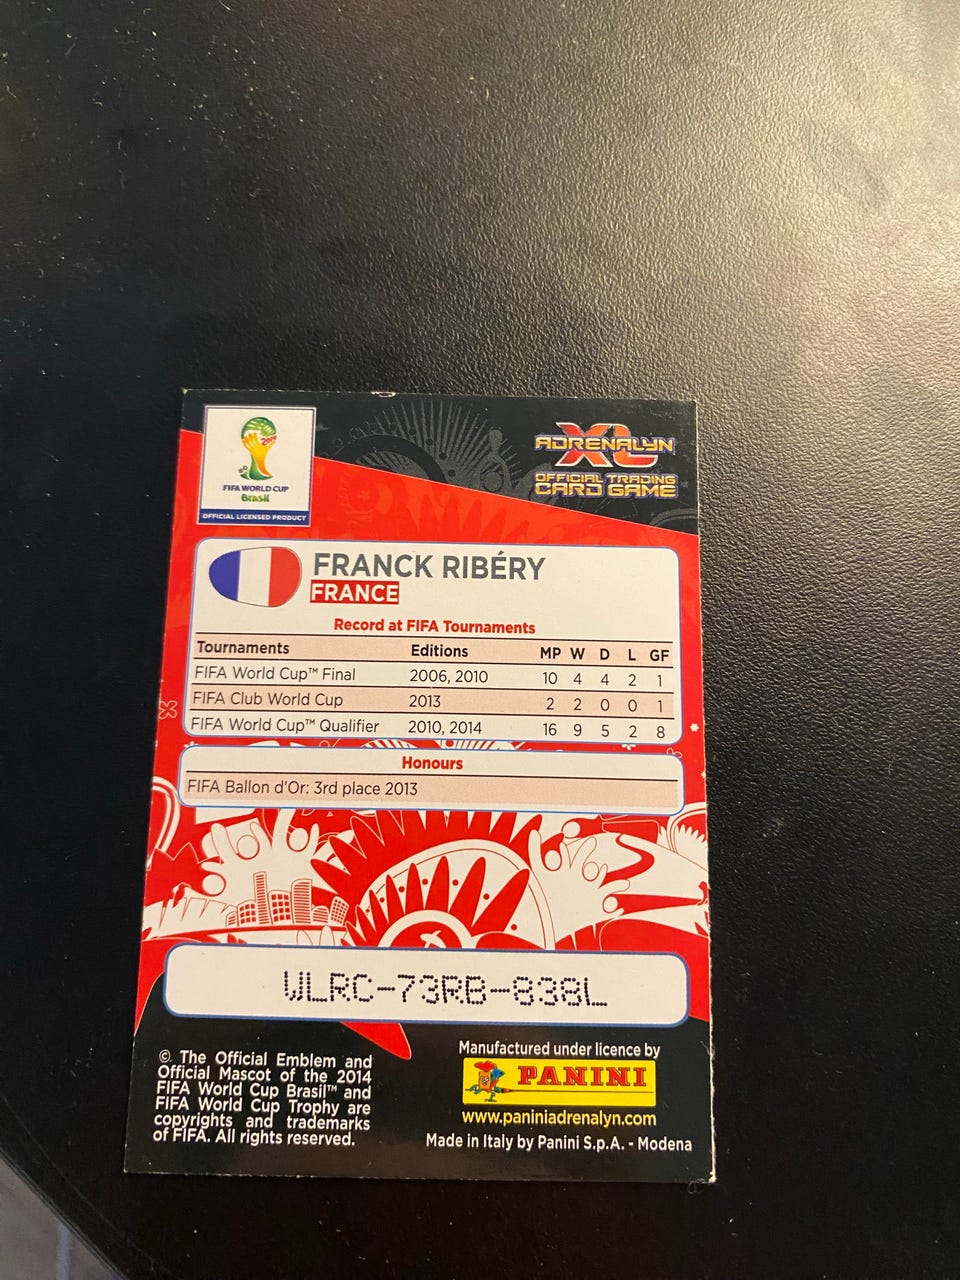 2014
FIFA WORLD CUP
Brasil
OFFICIAL LICENSED PRODUCT
ADRENALYN
XL
OFFICIAL TRADING
CARD GAME
FRANCK RIBÉRY
FRANCE
Record at FIFA Tournaments
Tournaments Editions MP W D L GF
FIFA World Cup™ Final 2006, 2010 10 4 4 2 1
FIFA Club World Cup 2013 2 2 0 0 1
FIFA World Cup™ Qualifier 2010, 2014 16 9 5 2 8
Honours
FIFA Ballon d'Or: 3rd place 2013
WLRC-73RB-838L
© The Official Emblem and
Official Mascot of the 2014
FIFA World Cup Brasil™ and
FIFA World Cup Trophy are
copyrights and trademarks
of FIFA. All rights reserved.
Manufactured under licence by
PANINI
www.paniniadrenalyn.com
Made in Italy by Panini S.p.A. - Modena